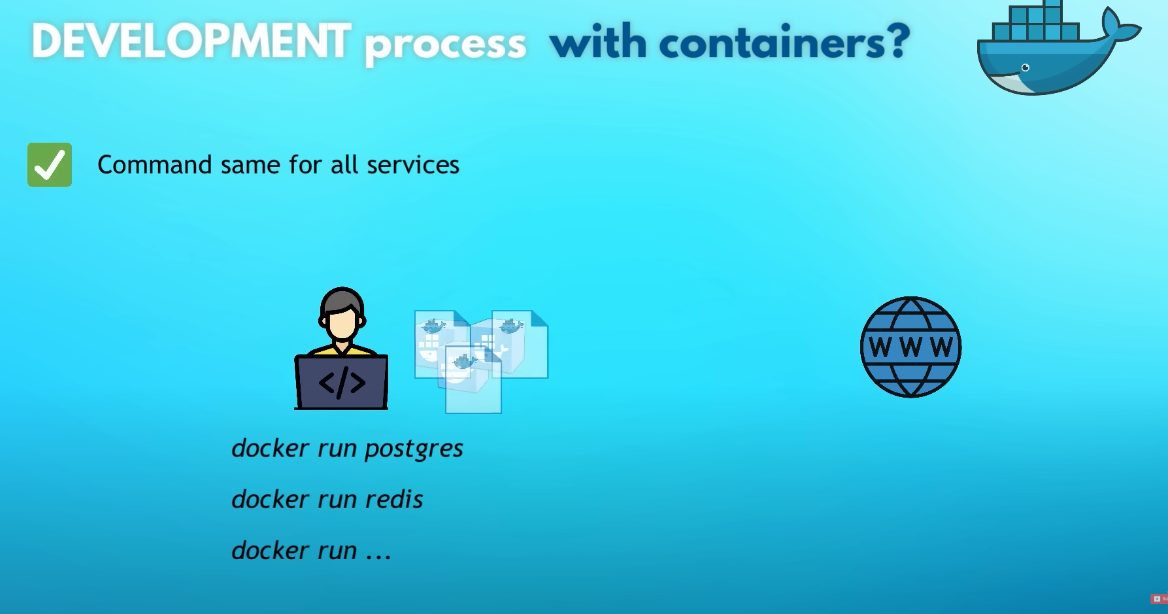 DEVELOPMENT process with containers?
Command same for all services
</>
WWW
docker run postgres
docker run redis
docker run ...